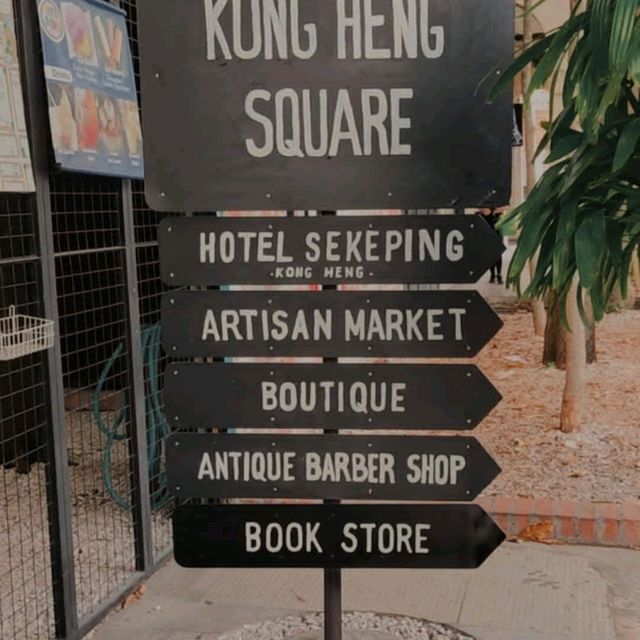 KONG HENG
SQUARE
HOTEL SEKEPING
-KONG HENG-
ARTISAN MARKET
BOUTIQUE
ANTIQUE BARBER SHOP
BOOK STORE